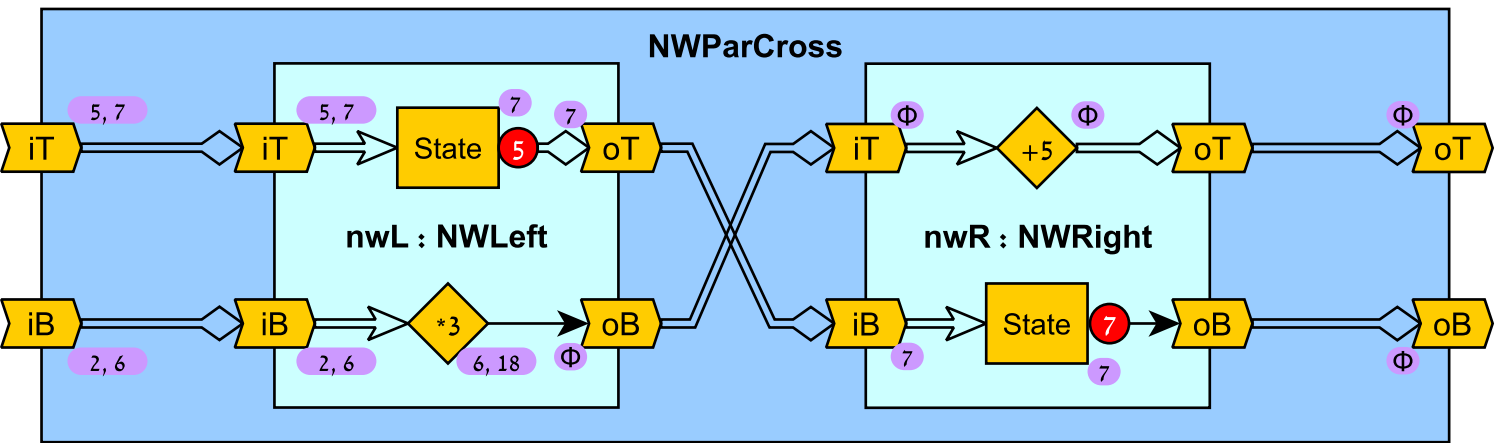 NWParCross
5, 7
5, 7
7
7
Φ
Φ
Φ
iT
iT
State
5
oT
iT
+5
oT
oT
nwL : NWLeft
nwR : NWRight
iB
iB
*3
oB
iB
State
7
oB
oB
2, 6
2, 6
6, 18
Φ
7
7
Φ